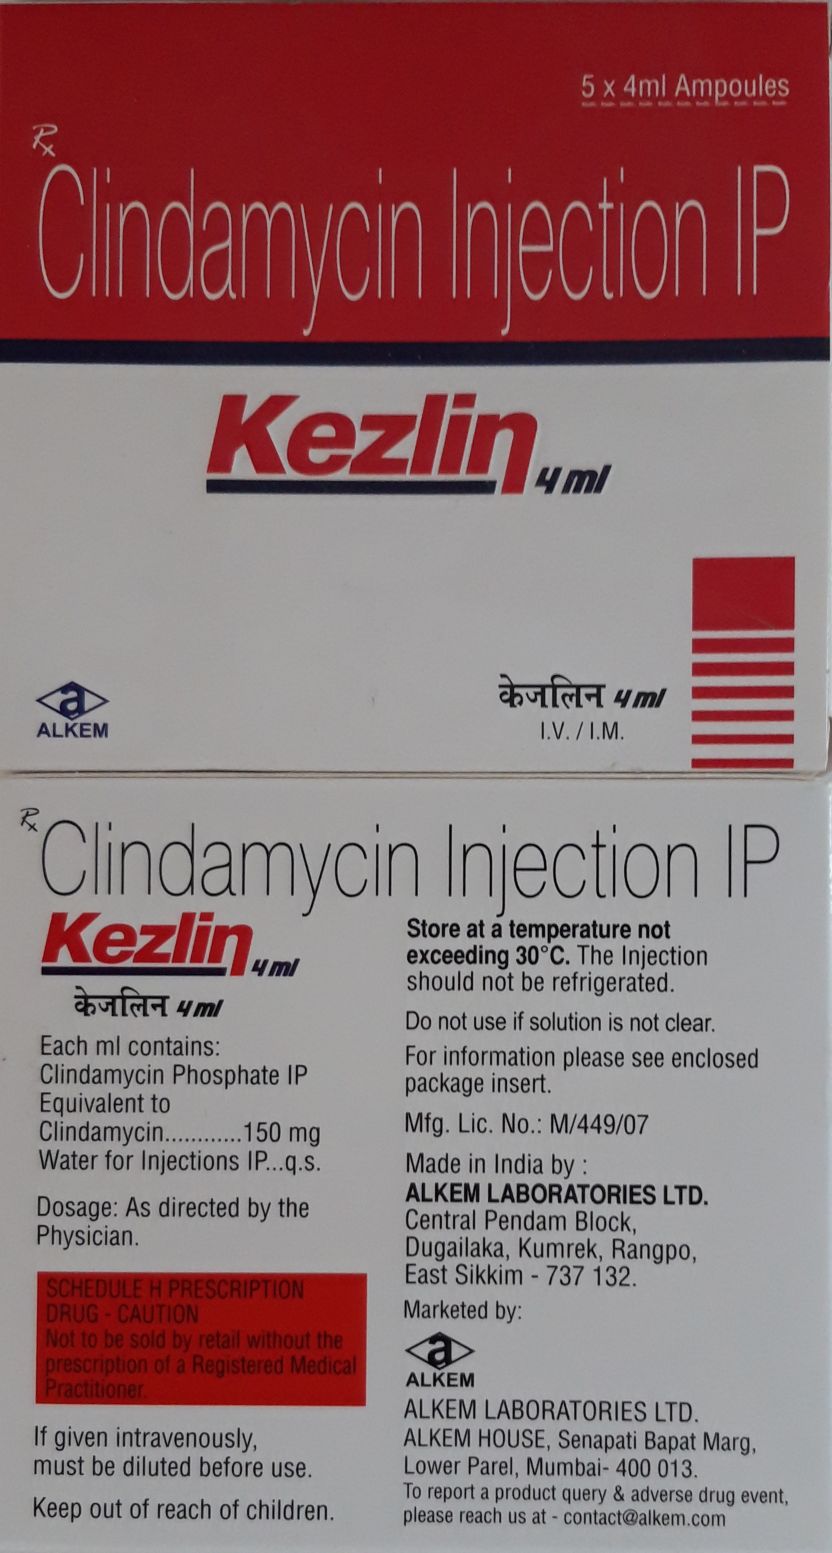 5 x 4ml Ampoules
Rx
Clindamycin Injection IP
Kezlin 4ml
a
ALKEM
केजलिन 4ml
I.V. / I.M.
Rx Clindamycin Injection IP
Kezlin 4ml
केजलिन 4ml
Each ml contains:
Clindamycin Phosphate IP
Equivalent to
Clindamycin............150 mg
Water for Injections IP...q.s.
Dosage: As directed by the
Physician.
SCHEDULE H PRESCRIPTION
DRUG - CAUTION
Not to be sold by retail without the
prescription of a Registered Medical
Practitioner.
If given intravenously,
must be diluted before use.
Keep out of reach of children.
Store at a temperature not
exceeding 30°C. The Injection
should not be refrigerated.
Do not use if solution is not clear.
For information please see enclosed
package insert.
Mfg. Lic. No.: M/449/07
Made in India by :
ALKEM LABORATORIES LTD.
Central Pendam Block,
Dugailaka, Kumrek, Rangpo,
East Sikkim - 737 132.
Marketed by:
a
ALKEM
ALKEM LABORATORIES LTD.
ALKEM HOUSE, Senapati Bapat Marg,
Lower Parel, Mumbai- 400 013.
To report a product query & adverse drug event,
please reach us at - contact@alkem.com